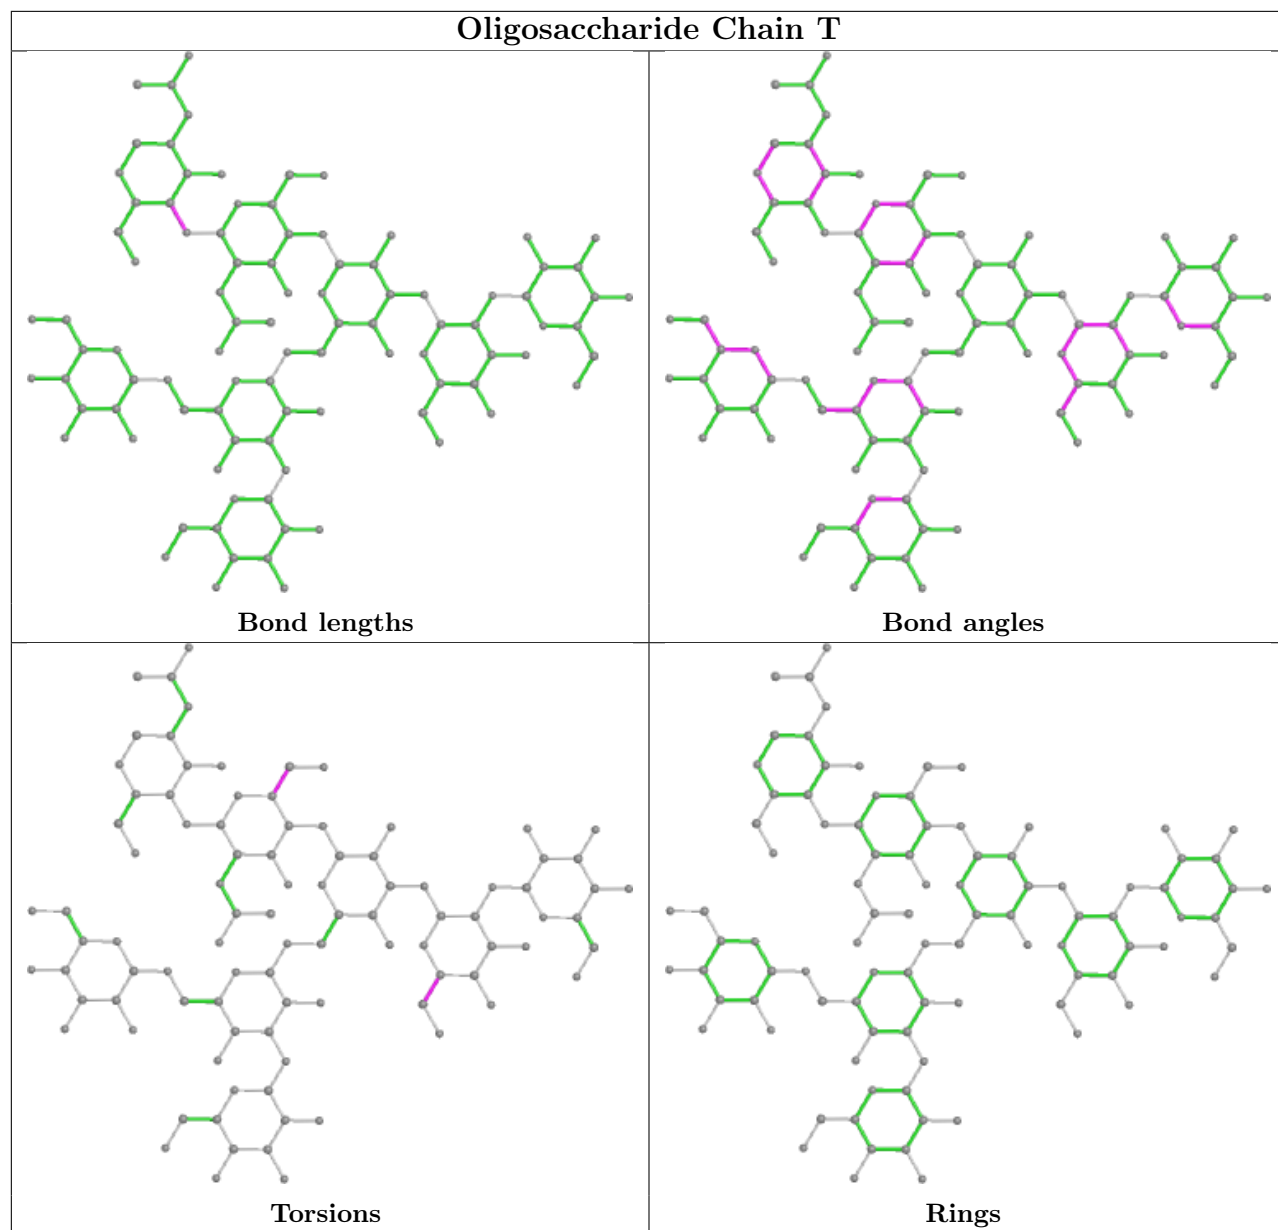 Oligosaccharide Chain T
Bond lengths
Bond angles
Torsions
Rings